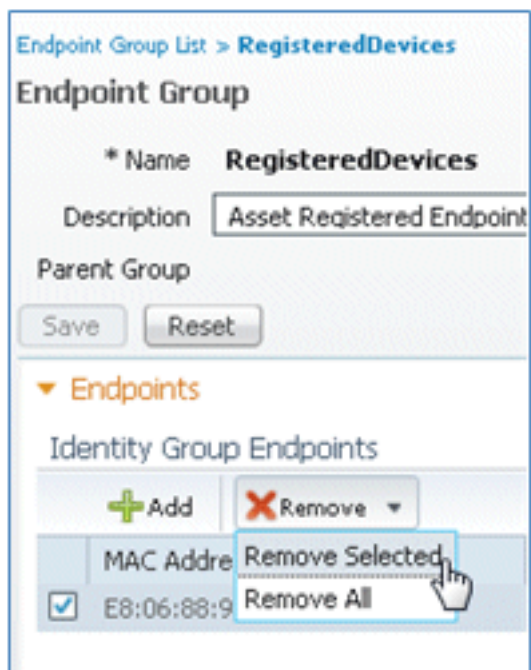 Endpoint Group List > RegisteredDevices
Endpoint Group
* Name RegisteredDevices
Description Asset Registered Endpoint
Parent Group
Save Reset
Endpoints
Identity Group Endpoints
Add Remove
MAC Addre
Remove Selected
E8:06:88:9
Remove All